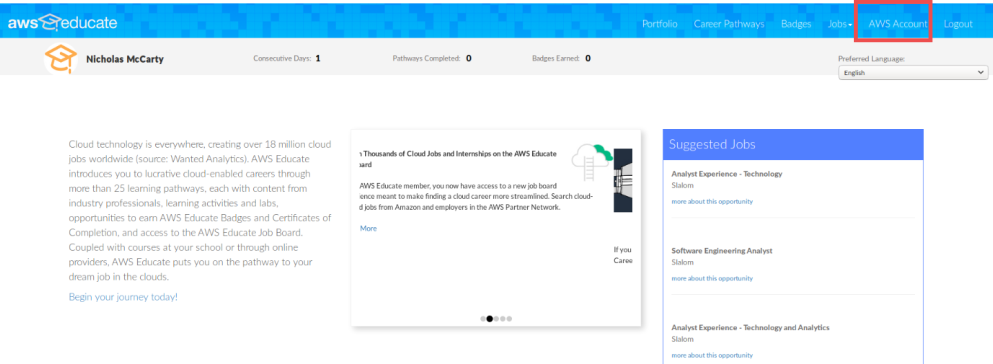 aws educate
Portfolio Career Pathways Badges Jobs AWS Account Logout
Nicholas McCarty
Consecutive Days: 1
Pathways Completed: 0
Badges Earned: 0
Preferred Language:
English
Cloud technology is everywhere, creating over 18 million cloud
jobs worldwide (source: Wanted Analytics). AWS Educate
introduces you to lucrative cloud-enabled careers through
more than 25 learning pathways, each with content from
industry professionals, learning activities and labs,
opportunities to earn AWS Educate Badges and Certificates of
Completion, and access to the AWS Educate Job Board.
Coupled with courses at your school or through online
providers, AWS Educate puts you on the pathway to your
dream job in the clouds.
Begin your journey today!
Thousands of Cloud Jobs and Internships on the AWS Educate
AWS Educate member, you now have access to a new job board
ence meant to make finding a cloud career more streamlined. Search cloud-
d jobs from Amazon and employers in the AWS Partner Network.
More
If you
Caree
Suggested Jobs
Analyst Experience - Technology
Slalom
more about this opportunity
Software Engineering Analyst
Slalom
more about this opportunity
Analyst Experience - Technology and Analytics
Slalom
more about this opportunity